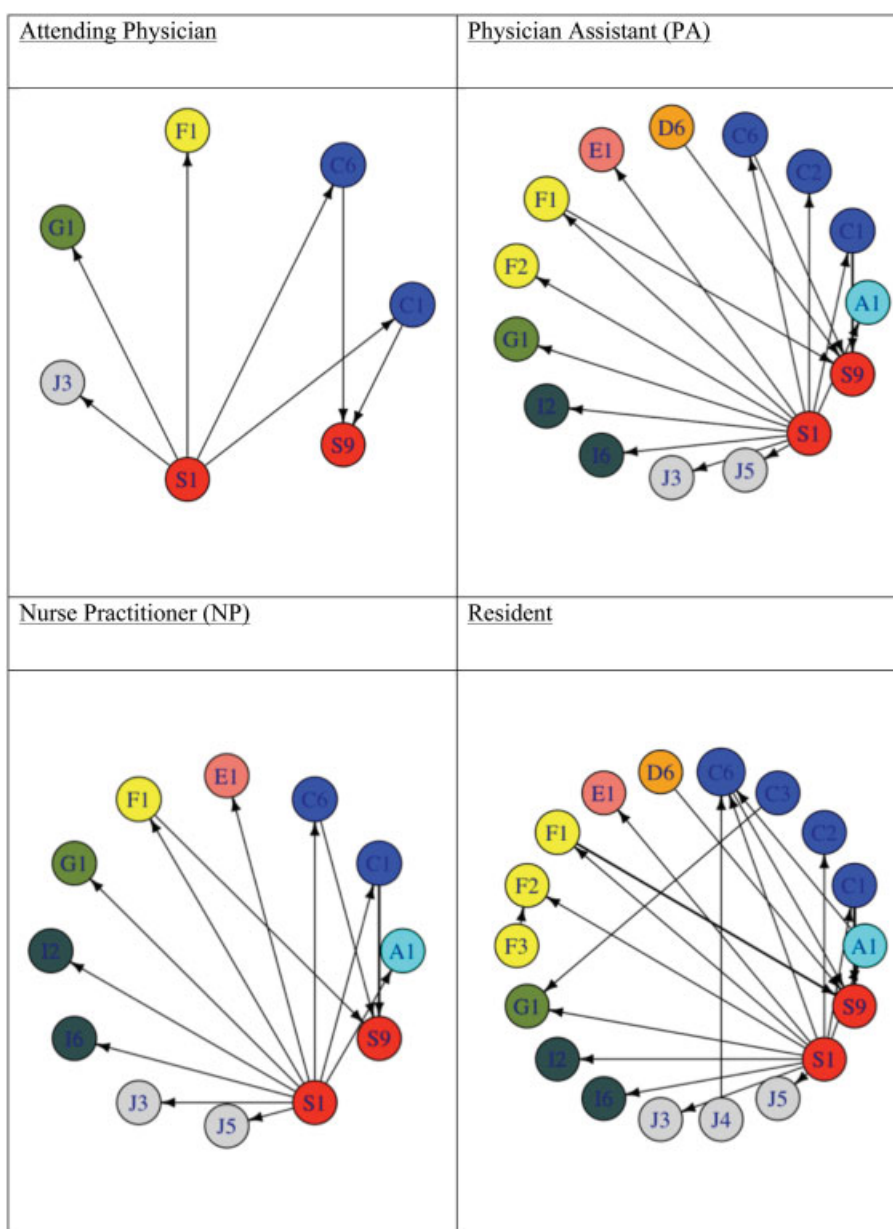 Attending Physician
Physician Assistant (PA)
F1
C6
G1
C1
J3
S9
S1
D6
C6
E1
C2
F1
C1
F2
A1
G1
S9
I2
S1
I6
J5
J3
Nurse Practitioner (NP)
Resident
E1
F1
C6
G1
C1
I2
A1
I6
S9
J3
S1
J5
D6
C6
E1
C3
F1
C2
F2
C1
F3
A1
G1
S9
I2
S1
I6
J5
J3
J4